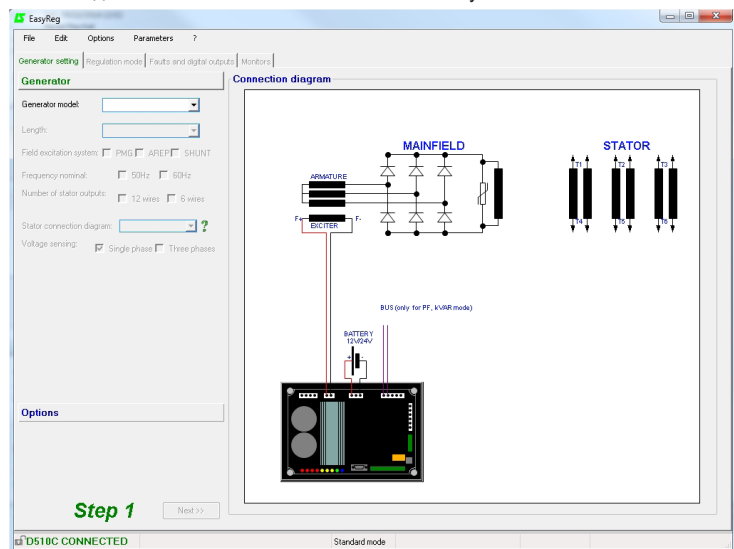 EasyReg
File Edit Options Parameters ?
Generator setting Regulation mode Faults and digital outputs Monitors
Generator
Generator model:
Length:
Field excitation system: PMG AREP SHUNT
Frequency nominal: 50Hz 60Hz
Number of stator outputs: 12 wires 6 wires
Stator connection diagram: ?
Voltage sensing: Single phase Three phases
Options
Step 1 Next >>
Connection diagram
MAINFIELD STATOR
ARMATURE
T1 T2 T3
F+ F-
EXCITER
T4 T5 T6
BUS (only for PF, kVAR mode)
BATTERY
12V/24V
+ -
D510C CONNECTED Standard mode